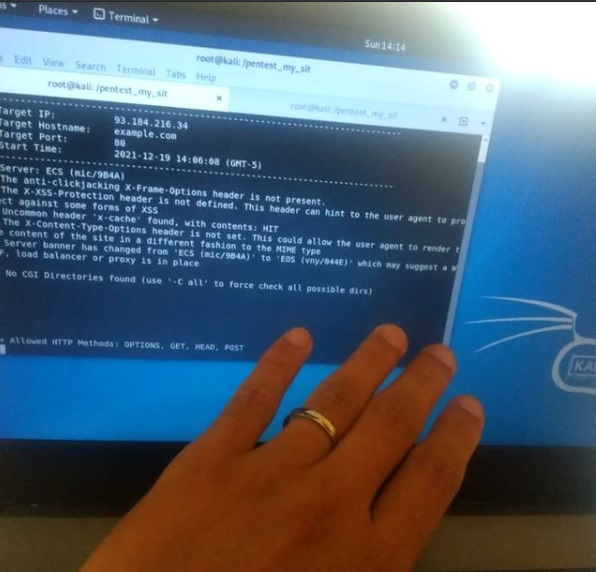 Places Terminal
Sun 14:14
root@kali: /pentest_my_sit
Edit View Search Terminal Tabs Help
root@kali: /pentest_my_sit × root@kali: /pentest_my_sit ×
Target IP: 93.184.216.34
Target Hostname: example.com
Target Port: 80
Start Time: 2021-12-19 14:06:08 (GMT-5)
Server: ECS (mic/9B4A)
The anti-clickjacking X-Frame-Options header is not present.
The X-XSS-Protection header is not defined. This header can hint to the user agent to pro
ect against some forms of XSS
Uncommon header 'x-cache' found, with contents: HIT
The X-Content-Type-Options header is not set. This could allow the user agent to render t
e content of the site in a different fashion to the MIME type
Server banner has changed from 'ECS (mic/9B4A)' to 'EOS (vny/044E)' which may suggest a W
F, load balancer or proxy is in place
No CGI Directories found (use '-C all' to force check all possible dirs)
Allowed HTTP Methods: OPTIONS, GET, HEAD, POST
KAL